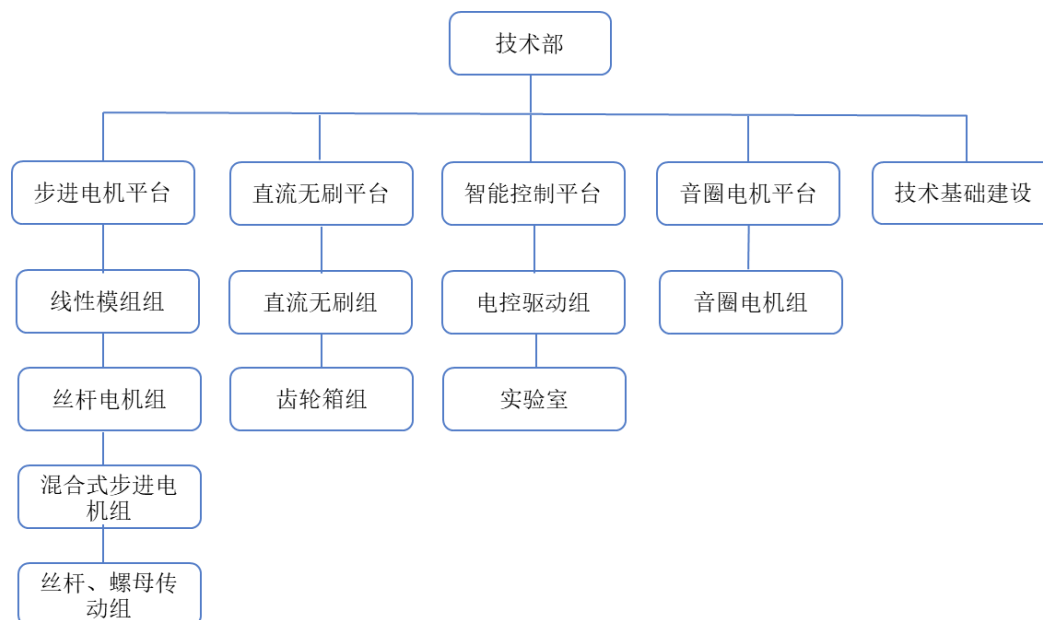 技术部
步进电机平台
直流无刷平台
智能控制平台
音圈电机平台
技术基础建设
线性模组组
直流无刷组
电控驱动组
音圈电机组
丝杆电机组
齿轮箱组
实验室
混合式步进电
机组
丝杆、螺母传
动组